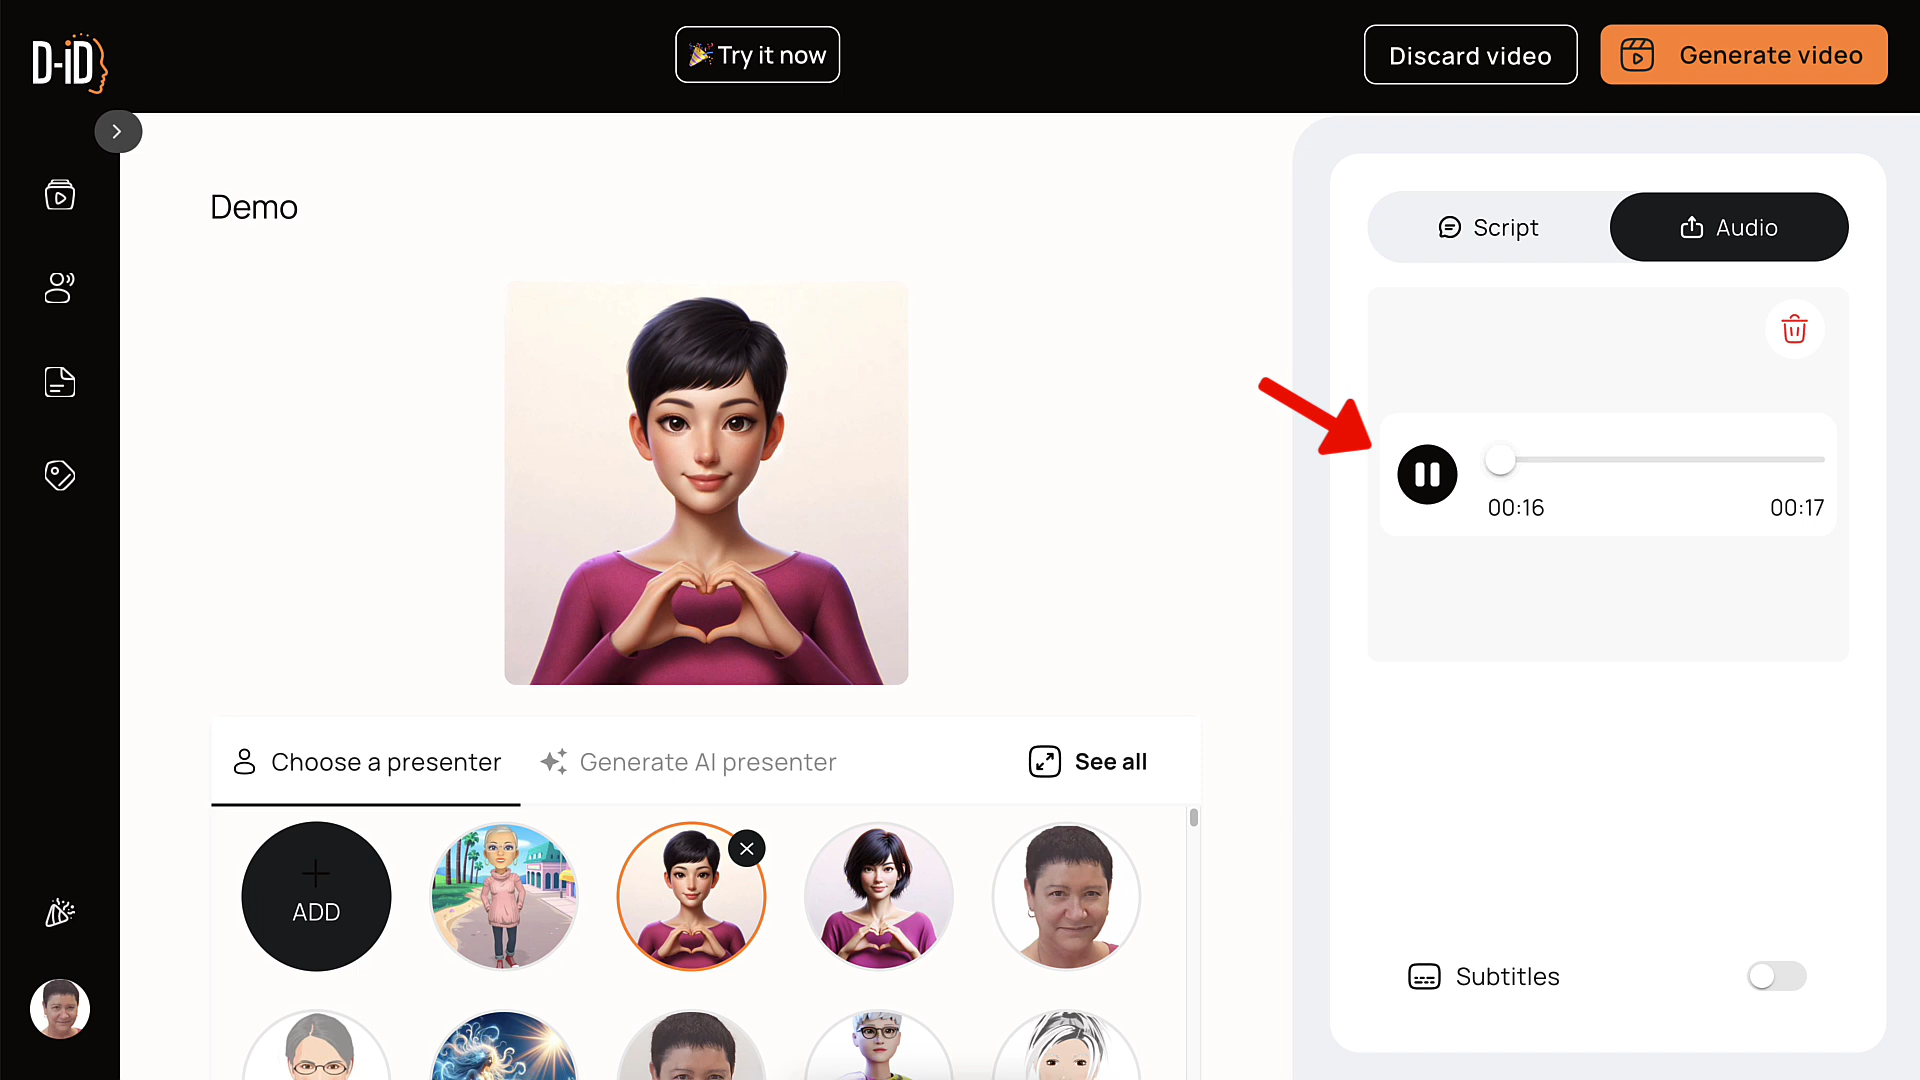 D-iD
Try it now
Discard video
Generate video
Demo
Script
Audio
00:16
00:17
Choose a presenter
Generate AI presenter
See all
ADD
Subtitles